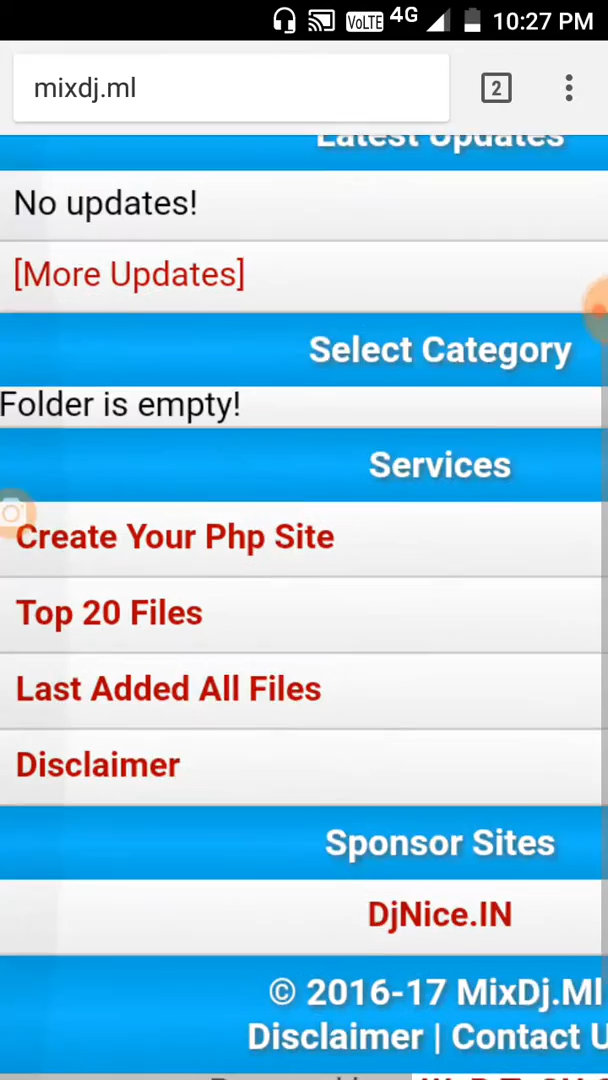 VoLTE 4G 10:27 PM
mixdj.ml 2
Latest Updates
No updates!
[More Updates]
Select Category
Folder is empty!
Services
Create Your Php Site
Top 20 Files
Last Added All Files
Disclaimer
Sponsor Sites
DjNice.IN
© 2016-17 MixDj.Ml
Disclaimer | Contact U